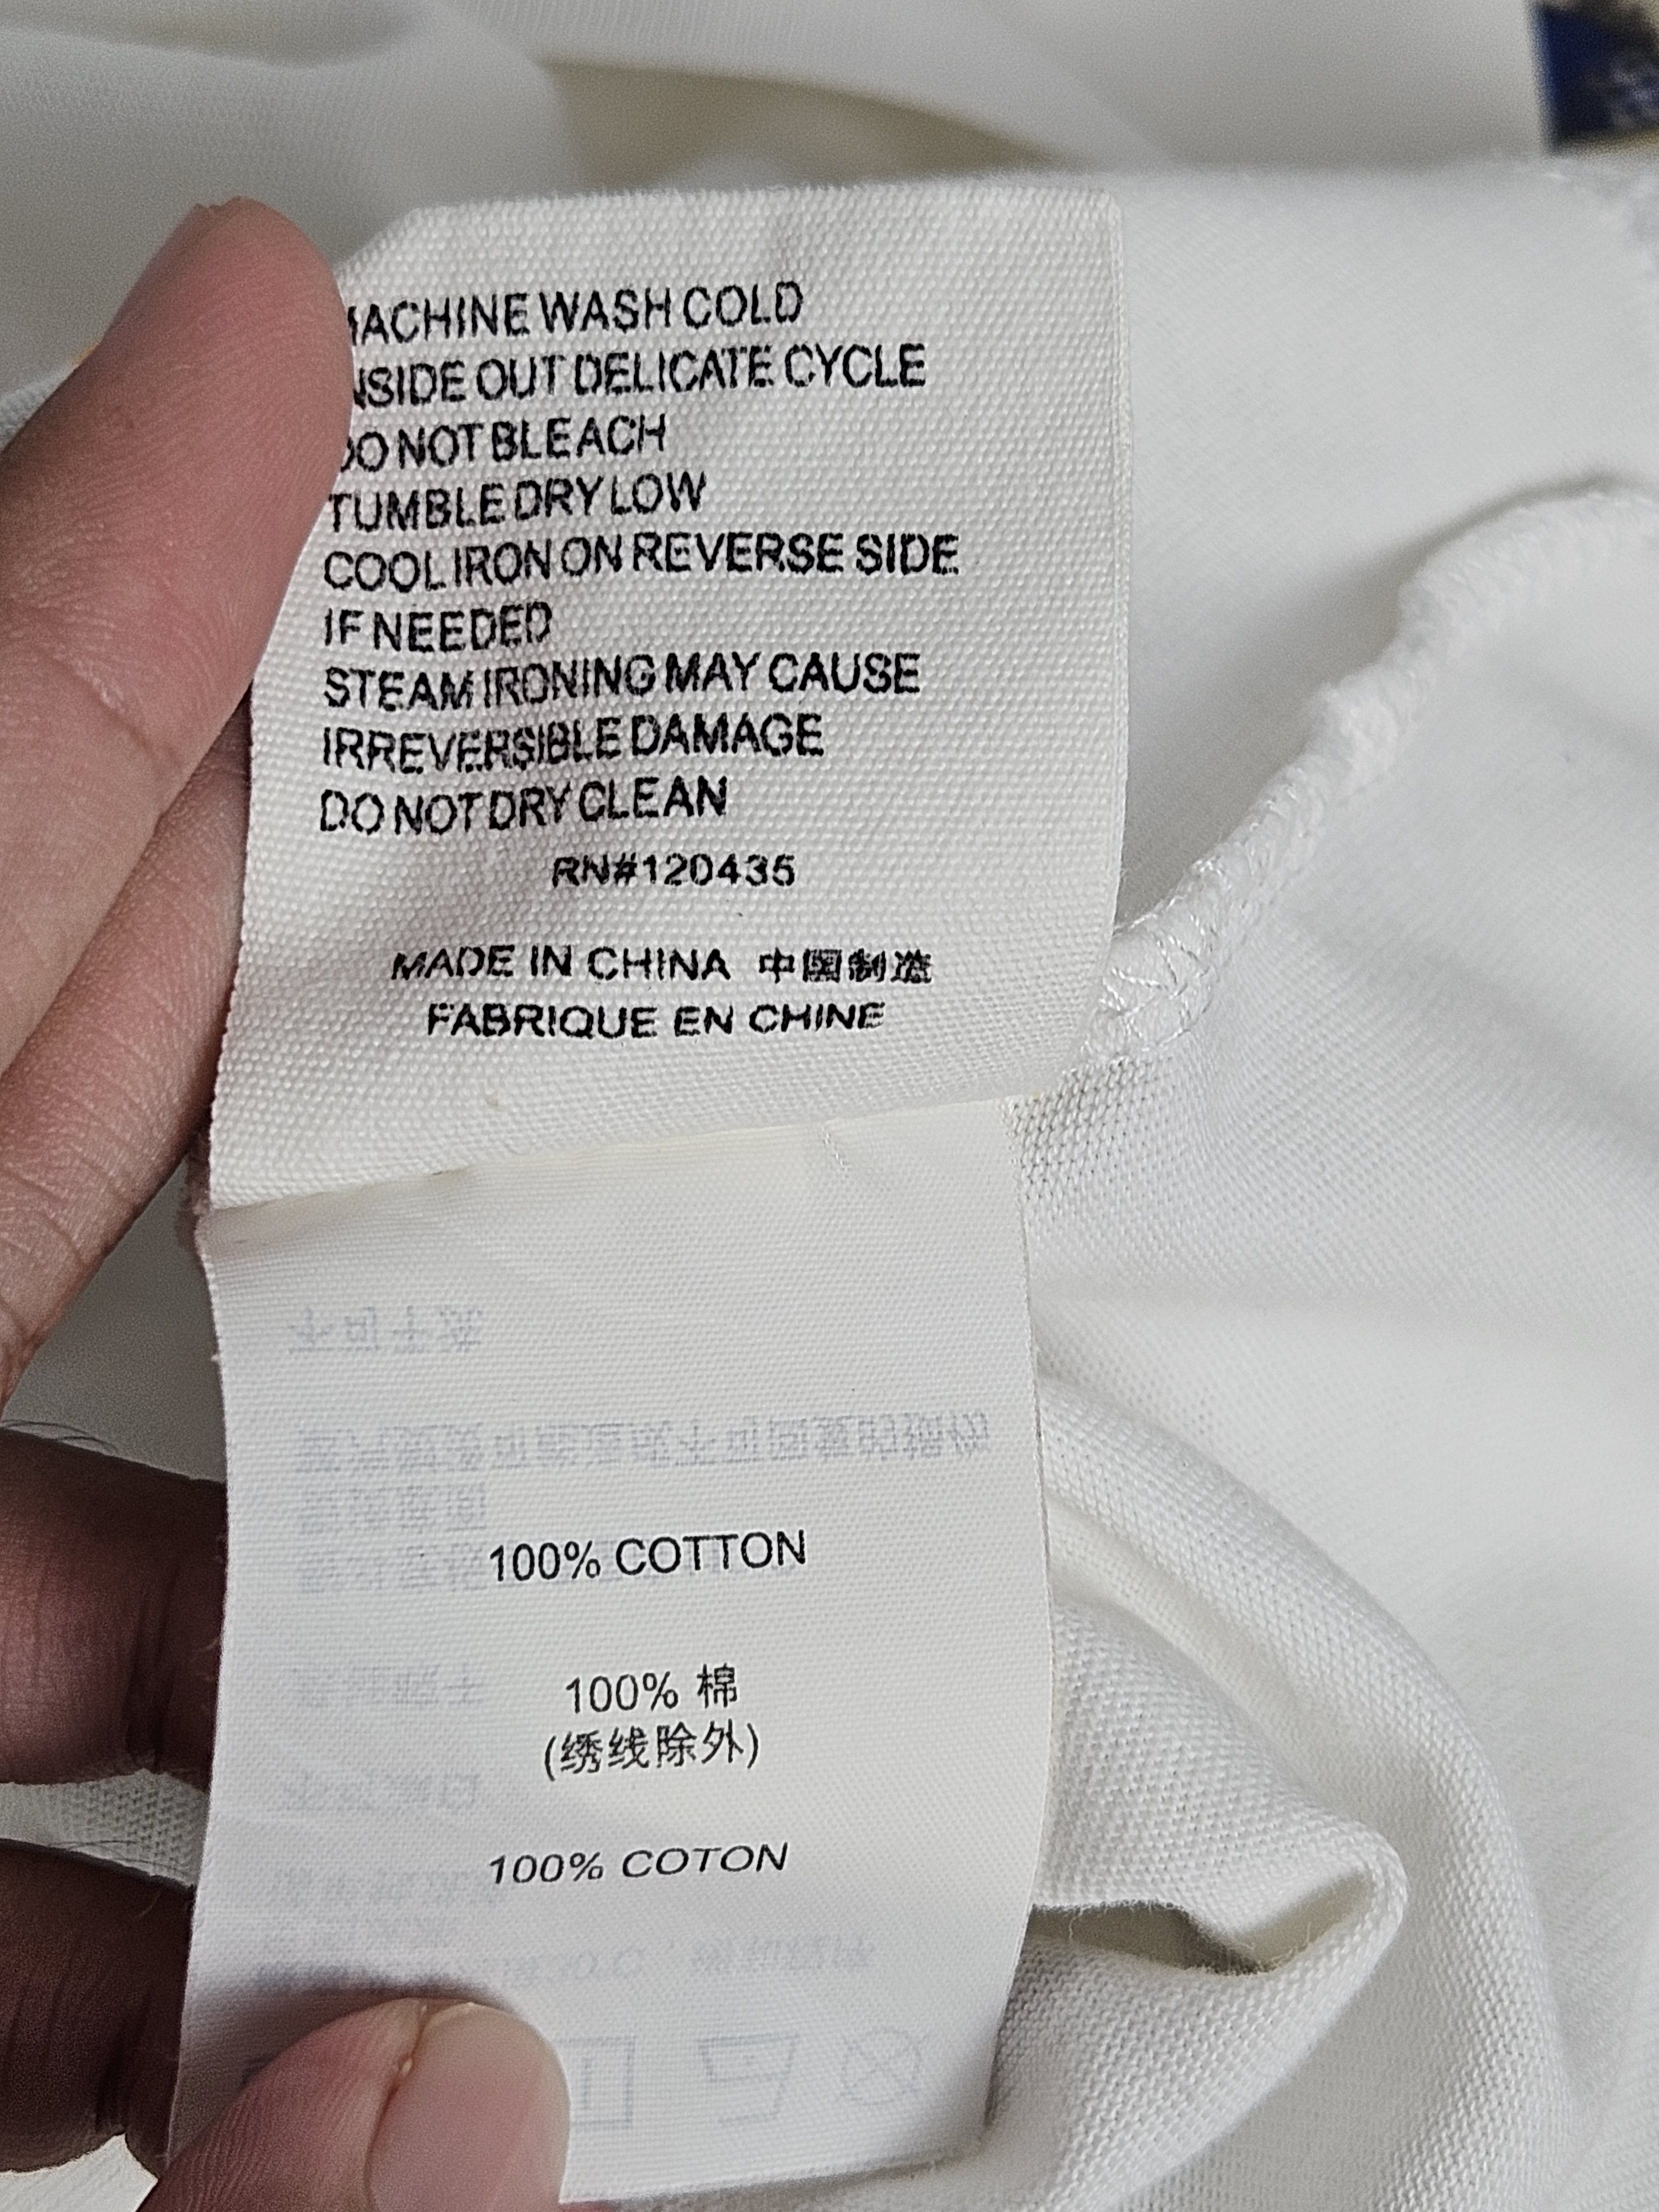 MACHINE WASH COLD
INSIDE OUT DELICATE CYCLE
DO NOT BLEACH
TUMBLE DRY LOW
COOL IRON ON REVERSE SIDE
IF NEEDED
STEAM IRONING MAY CAUSE
IRREVERSIBLE DAMAGE
DO NOT DRY CLEAN
RN#120435
MADE IN CHINA 中国制造
FABRIQUE EN CHINE
100% COTTON
100% 棉
(绣线除外)
100% COTON